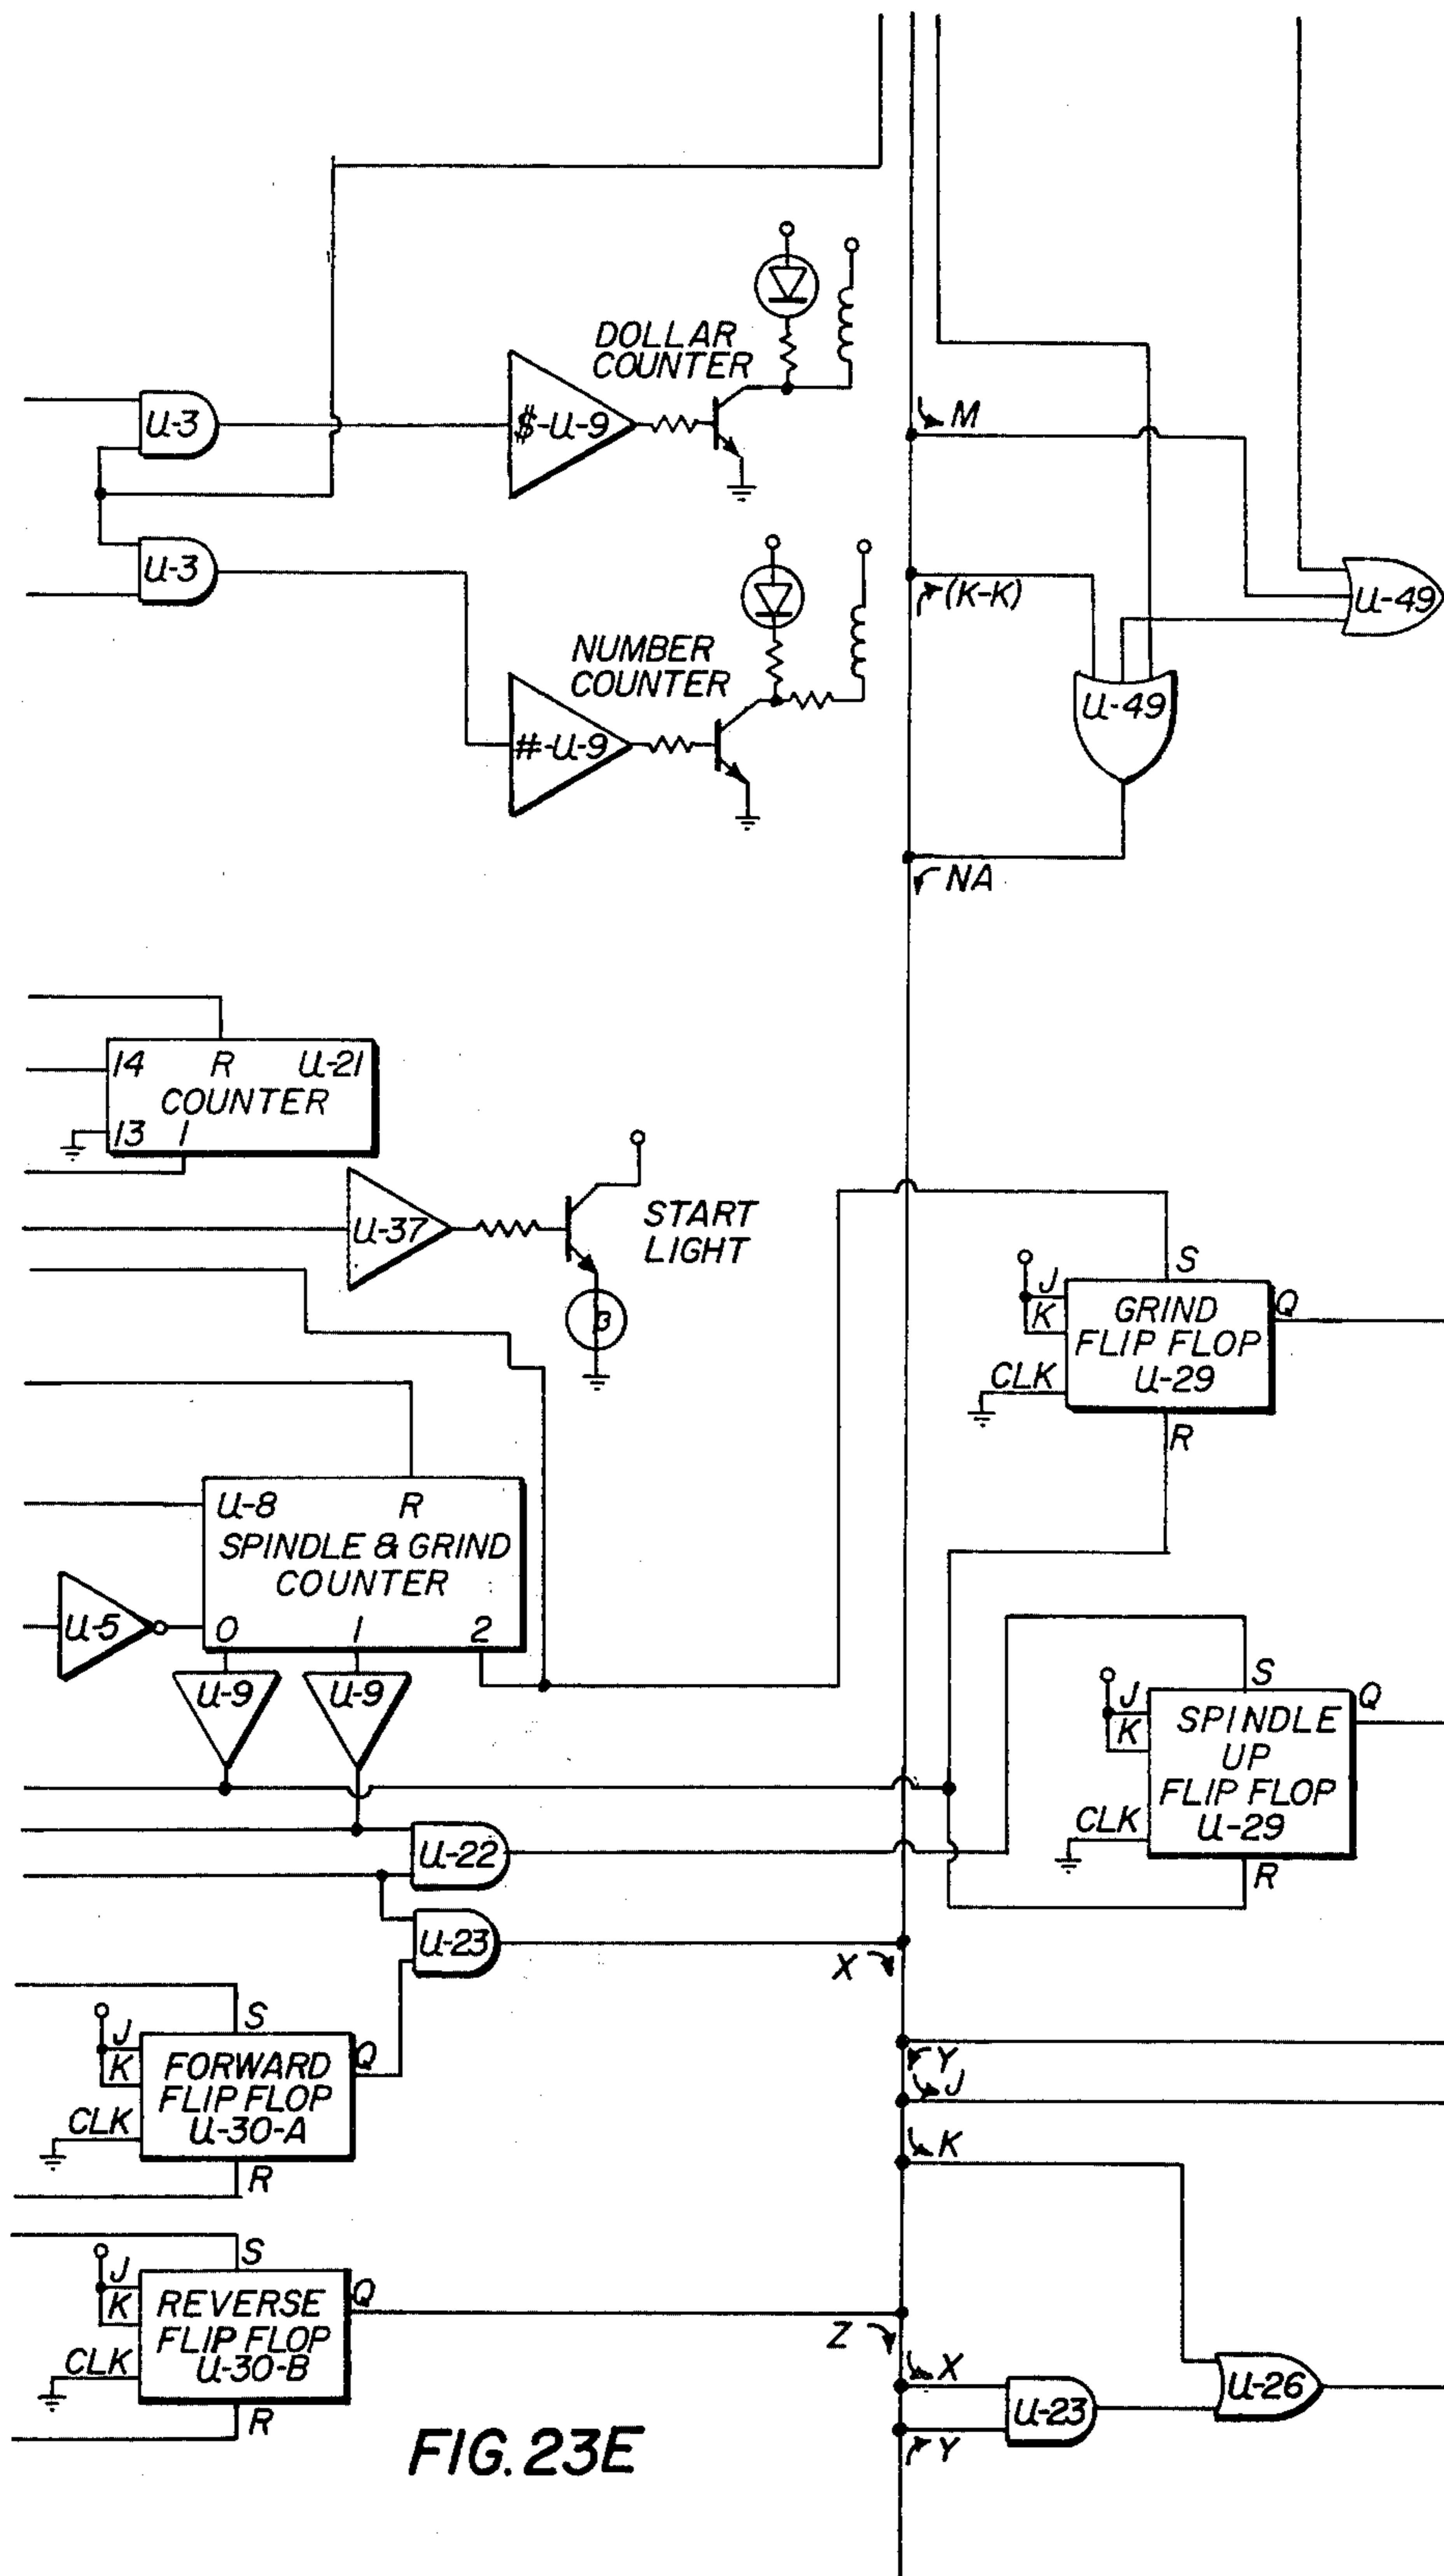 DOLLAR
COUNTER
U-3
$-U-9
M
U-3
(K-K)
U-49
NUMBER
COUNTER
U-49
#-U-9
NA
14 R U-21
COUNTER
13 1
U-37
START
LIGHT
S
J
K
GRIND
FLIP FLOP
U-29
Q
CLK
R
U-8 R
SPINDLE & GRIND
COUNTER
U-5
0 1 2
U-9
U-9
S
J
K
SPINDLE
UP
FLIP FLOP
U-29
Q
CLK
R
U-22
U-23
X
S
J
K
FORWARD
FLIP FLOP
U-30-A
Q
CLK
R
Y
J
K
S
J
K
REVERSE
FLIP FLOP
U-30-B
Q
CLK
R
Z
X
U-23
U-26
Y
FIG. 23E